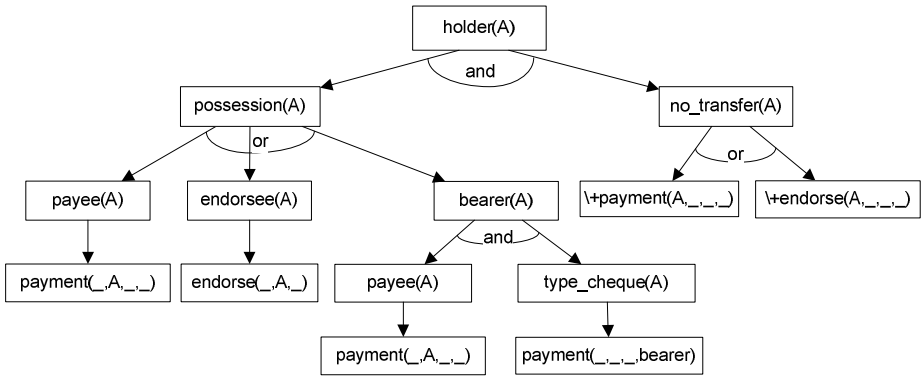 holder(A)
and
possession(A)
no_transfer(A)
or
or
payee(A)
endorsee(A)
bearer(A)
\+payment(A,_,_,_)
\+endorse(A,_,_,_)
and
payment(_,A,_,_)
endorse(_,A,_)
payee(A)
type_cheque(A)
payment(_,A,_,_)
payment(_,_,_,bearer)